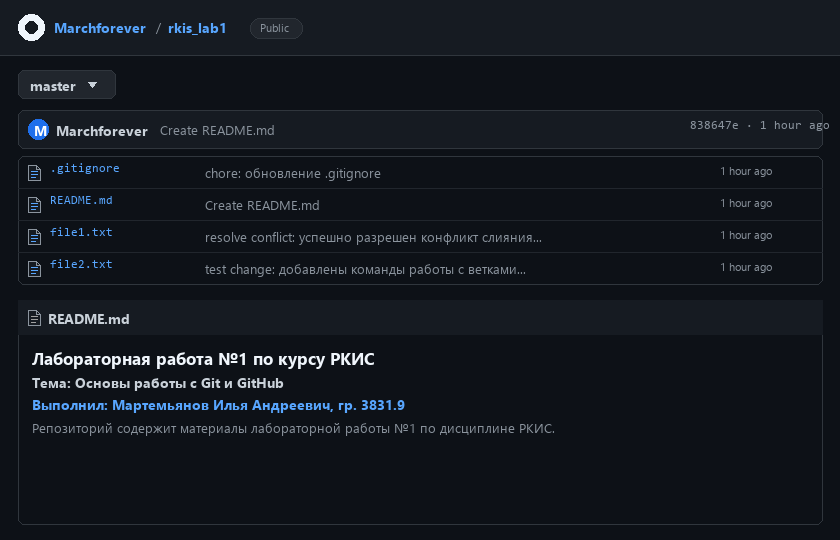 Marchforever / rkis_lab1 Public
master
M Marchforever Create README.md 838647e · 1 hour ago
.gitignore chore: обновление .gitignore 1 hour ago
README.md Create README.md 1 hour ago
file1.txt resolve conflict: успешно разрешен конфликт слияния... 1 hour ago
file2.txt test change: добавлены команды работы с ветками... 1 hour ago
README.md
Лабораторная работа №1 по курсу РКИС
Тема: Основы работы с Git и GitHub
Выполнил: Мартемьянов Илья Андреевич, гр. 3831.9
Репозиторий содержит материалы лабораторной работы №1 по дисциплине РКИС.